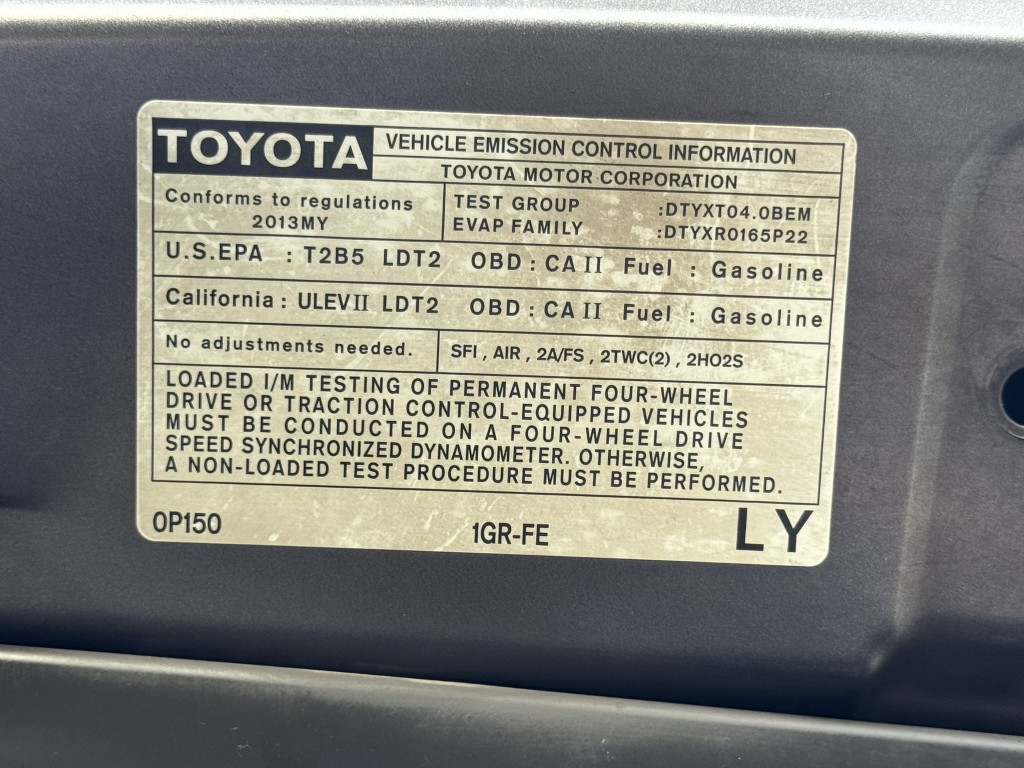 TOYOTA VEHICLE EMISSION CONTROL INFORMATION
TOYOTA MOTOR CORPORATION
Conforms to regulations
2013MY
TEST GROUP :DTYXT04.0BEM
EVAP FAMILY :DTYXR0165P22
U.S.EPA : T2B5 LDT2 OBD : CA II Fuel : Gasoline
California : ULEV II LDT2 OBD : CA II Fuel : Gasoline
No adjustments needed. SFI , AIR , 2A/FS , 2TWC(2) , 2HO2S
LOADED I/M TESTING OF PERMANENT FOUR-WHEEL
DRIVE OR TRACTION CONTROL-EQUIPPED VEHICLES
MUST BE CONDUCTED ON A FOUR-WHEEL DRIVE
SPEED SYNCHRONIZED DYNAMOMETER. OTHERWISE,
A NON-LOADED TEST PROCEDURE MUST BE PERFORMED.
0P150 1GR-FE LY